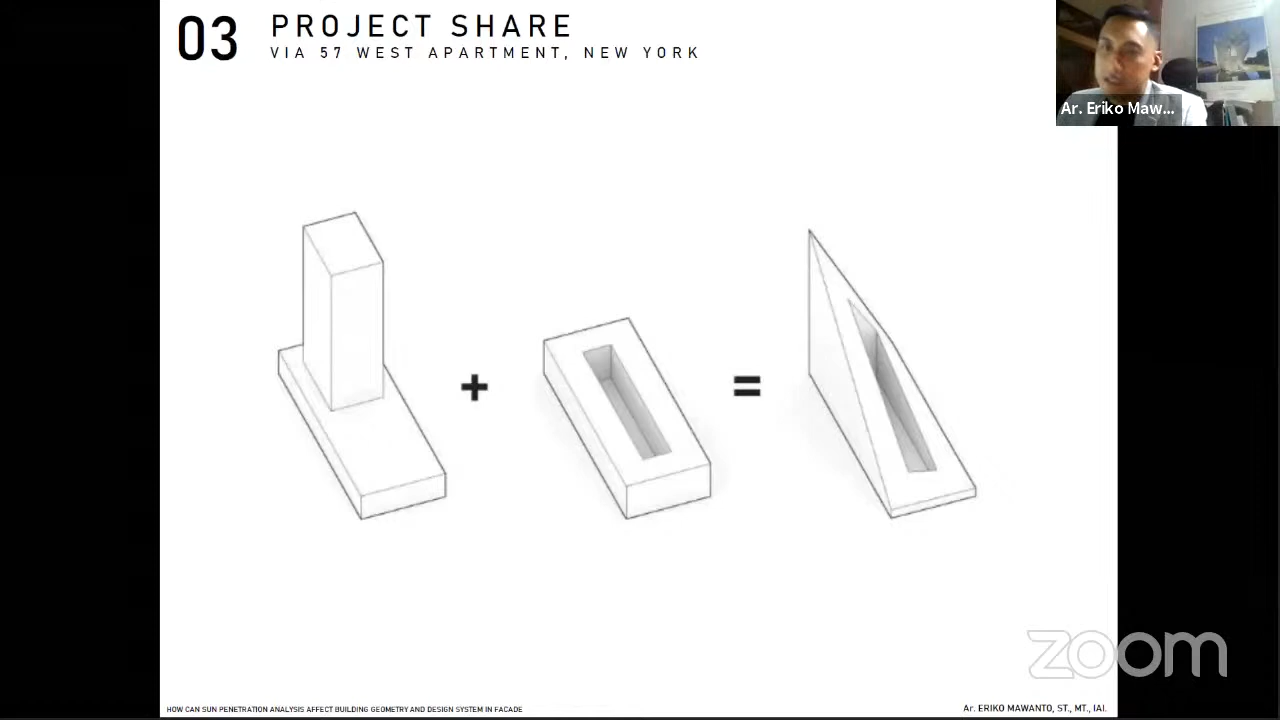 03
PROJECT SHARE
VIA 57 WEST APARTMENT, NEW YORK
Ar. Eriko Maw...
+
=
zoom
HOW CAN SUN PENETRATION ANALYSIS AFFECT BUILDING GEOMETRY AND DESIGN SYSTEM IN FACADE
Ar. ERIKO MAWANTO, ST., MT., IAI.